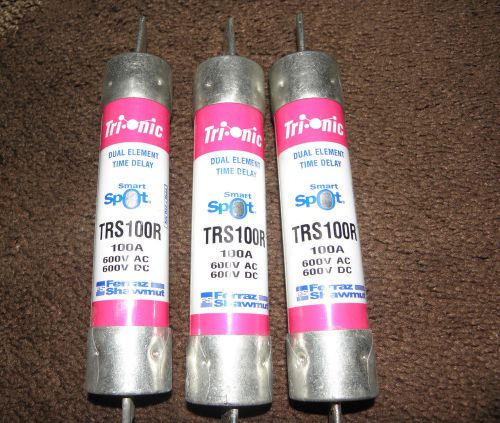 Tri-onic
DUAL ELEMENT
TIME DELAY
Smart
Spot
TRS100R
100A
600V AC
600V DC
Ferraz
Shawmut
Tri-onic
DUAL ELEMENT
TIME DELAY
Smart
Spot
TRS100R
100A
600V AC
600V DC
Ferraz
Shawmut
Tri-onic
DUAL ELEMENT
TIME DELAY
Smart
Spot
TRS100R
100A
600V AC
600V DC
Ferraz
Shawmut